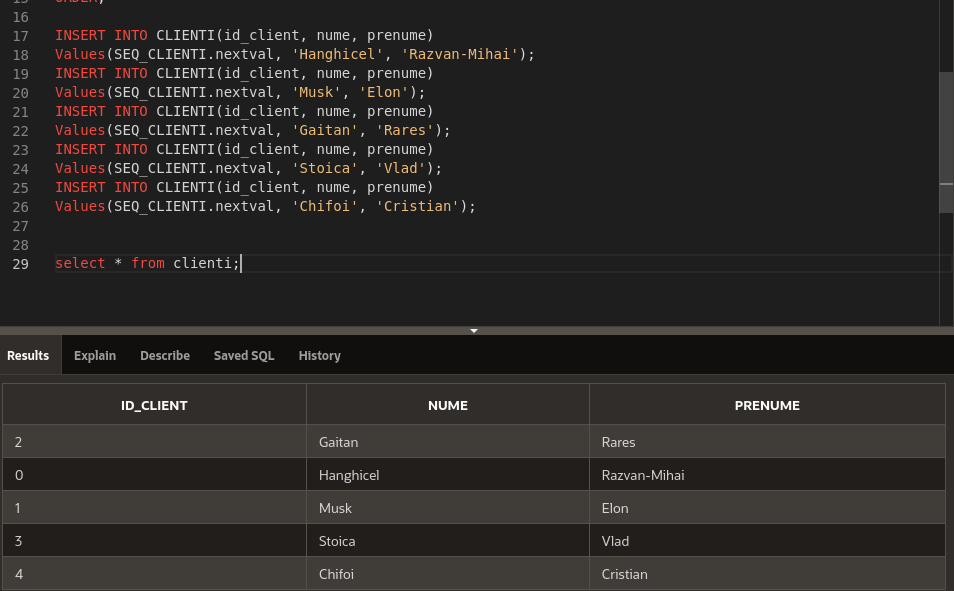 15 ORDER;
16
17 INSERT INTO CLIENTI(id_client, nume, prenume)
18 Values(SEQ_CLIENTI.nextval, 'Hanghicel', 'Razvan-Mihai');
19 INSERT INTO CLIENTI(id_client, nume, prenume)
20 Values(SEQ_CLIENTI.nextval, 'Musk', 'Elon');
21 INSERT INTO CLIENTI(id_client, nume, prenume)
22 Values(SEQ_CLIENTI.nextval, 'Gaitan', 'Rares');
23 INSERT INTO CLIENTI(id_client, nume, prenume)
24 Values(SEQ_CLIENTI.nextval, 'Stoica', 'Vlad');
25 INSERT INTO CLIENTI(id_client, nume, prenume)
26 Values(SEQ_CLIENTI.nextval, 'Chifoi', 'Cristian');
27
28
29 select * from clienti;
Results Explain Describe Saved SQL History
ID_CLIENT NUME PRENUME
2 Gaitan Rares
0 Hanghicel Razvan-Mihai
1 Musk Elon
3 Stoica Vlad
4 Chifoi Cristian